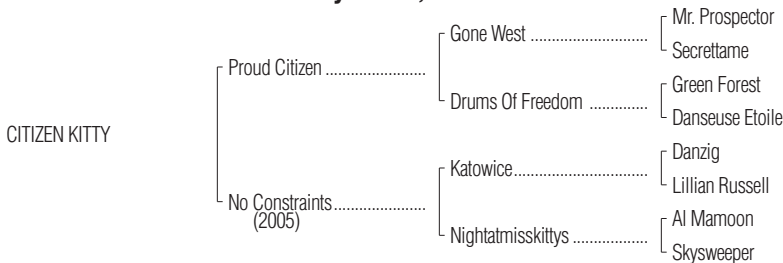 Mr. Prospector
Gone West ..............................
Secrettame
Proud Citizen .........................
Green Forest
Drums Of Freedom ..............
Danseuse Etoile
CITIZEN KITTY
Danzig
Katowice..................................
Lillian Russell
No Constraints.......................
(2005)
Al Mamoon
Nightatmisskittys ...................
Skysweeper